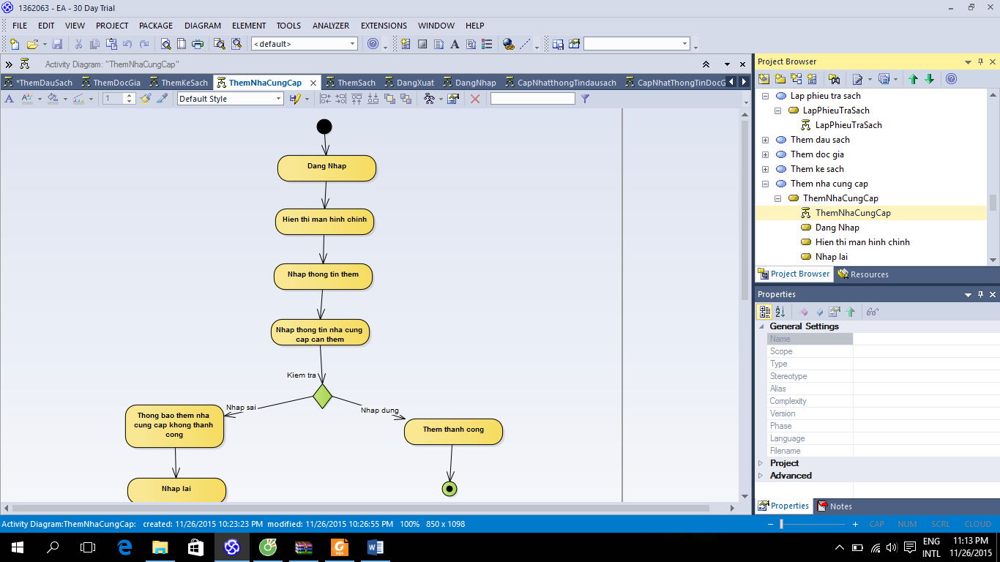 1362063 - EA - 30 Day Trial
FILE EDIT VIEW PROJECT PACKAGE DIAGRAM ELEMENT TOOLS ANALYZER EXTENSIONS WINDOW HELP
<default>
Activity Diagram: "ThemNhaCungCap"
*ThemDauSach ThemDocGia ThemKeSach ThemNhaCungCap ThemSach DangXuat DangNhap CapNhatthongTindausach CapNhatThongTinDocG
1 Default Style
Dang Nhap
Hien thi man hinh chinh
Nhap thong tin them
Nhap thong tin nha cung
cap can them
Kiem tra
Nhap sai
Nhap dung
Thong bao them nha
cung cap khong thanh
cong
Them thanh cong
Nhap lai
Project Browser
Lap phieu tra sach
LapPhieuTraSach
LapPhieuTraSach
Them dau sach
Them doc gia
Them ke sach
Them nha cung cap
ThemNhaCungCap
ThemNhaCungCap
Dang Nhap
Hien thi man hinh chinh
Nhap lai
Project Browser Resources
Properties
General Settings
Name
Scope
Type
Stereotype
Alias
Complexity
Version
Phase
Language
Filename
Project
Advanced
Properties Notes
Activity Diagram:ThemNhaCungCap: created: 11/26/2015 10:23:23 PM modified: 11/26/2015 10:26:55 PM 100% 850 x 1098
CAP NUM SCRL CLOUD
ENG
INTL
11:13 PM
11/26/2015